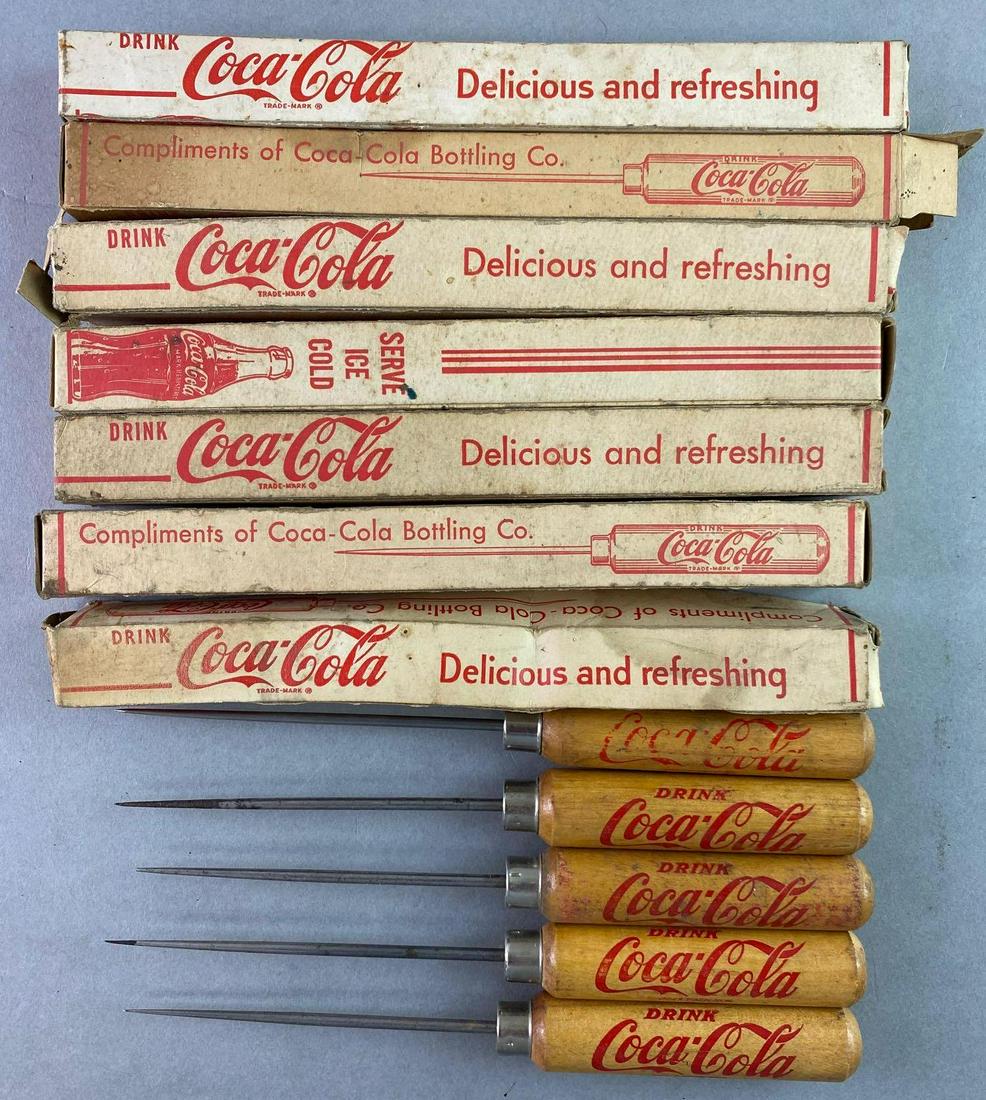 DRINK
Coca-Cola
TRADE-MARK ®
Delicious and refreshing
Compliments of Coca-Cola Bottling Co.
DRINK
Coca-Cola
TRADE-MARK ®
DRINK
Coca-Cola
TRADE-MARK ®
Delicious and refreshing
Coca-Cola
SERVE
ICE
COLD
DRINK
Coca-Cola
TRADE-MARK ®
Delicious and refreshing
Compliments of Coca-Cola Bottling Co.
DRINK
Coca-Cola
TRADE-MARK ®
Compliments of Coca-Cola Bottling Co.
Coca-Cola
DRINK
Coca-Cola
TRADE-MARK ®
Delicious and refreshing
Coca-Cola
DRINK
Coca-Cola
DRINK
Coca-Cola
DRINK
Coca-Cola
DRINK
Coca-Cola